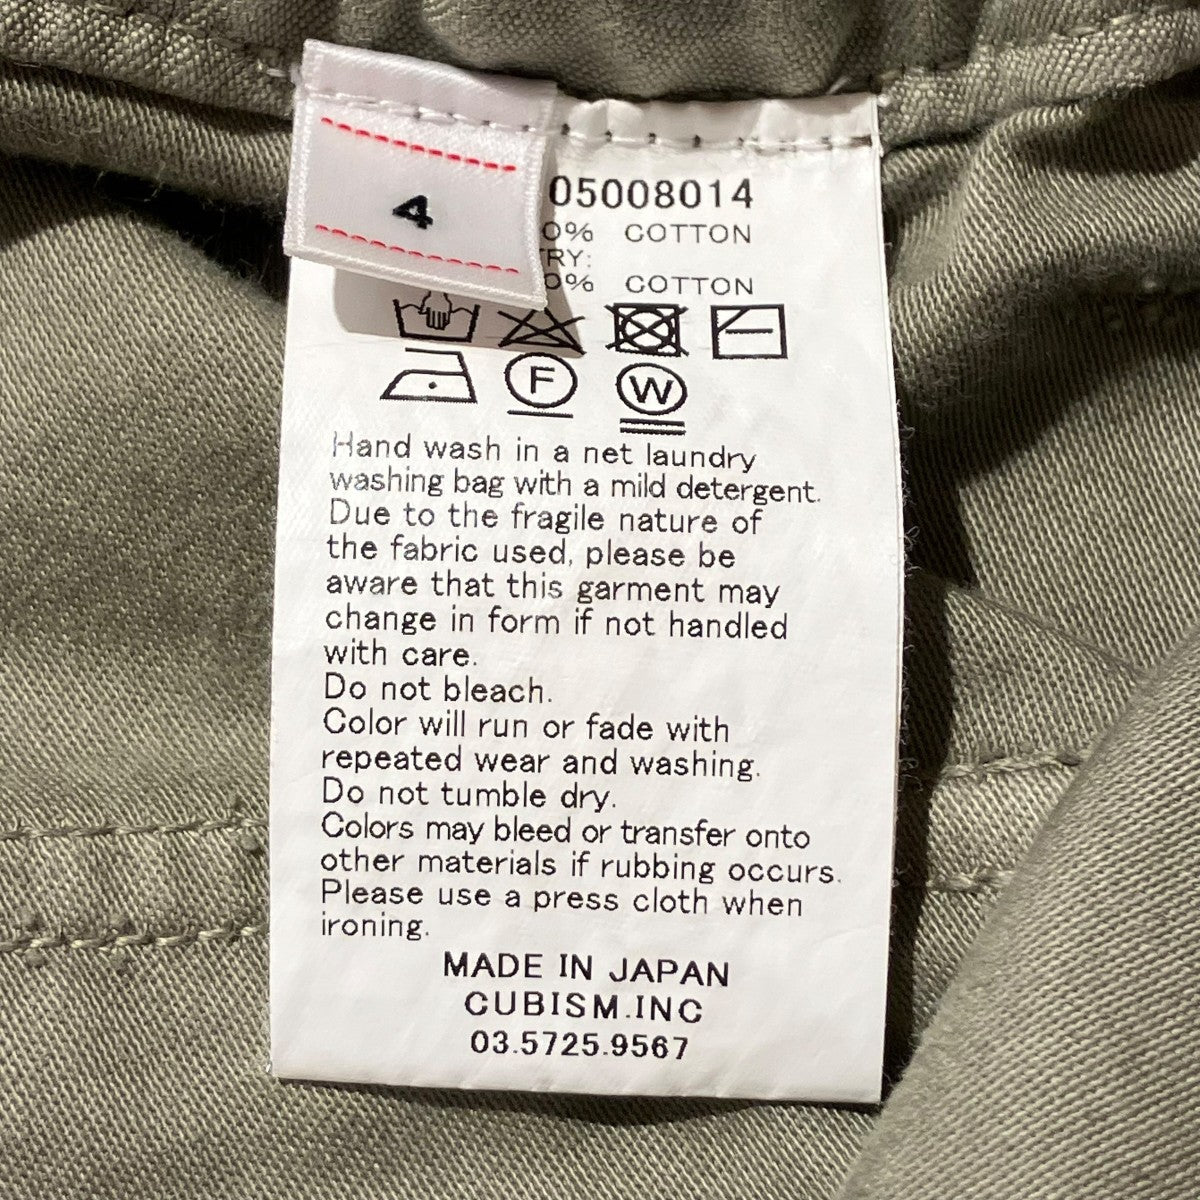 4
05008014
0% COTTON
RY:
0% COTTON
F
W
Hand wash in a net laundry
washing bag with a mild detergent.
Due to the fragile nature of
the fabric used, please be
aware that this garment may
change in form if not handled
with care.
Do not bleach.
Color will run or fade with
repeated wear and washing.
Do not tumble dry.
Colors may bleed or transfer onto
other materials if rubbing occurs.
Please use a press cloth when
ironing.
MADE IN JAPAN
CUBISM.INC
03.5725.9567